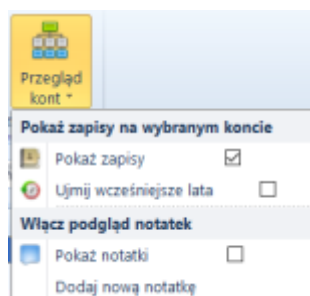 Przegląd
kont
Pokaż zapisy na wybranym koncie
Pokaż zapisy
Ujmij wcześniejsze lata
Włącz podgląd notatek
Pokaż notatki
Dodaj nową notatkę